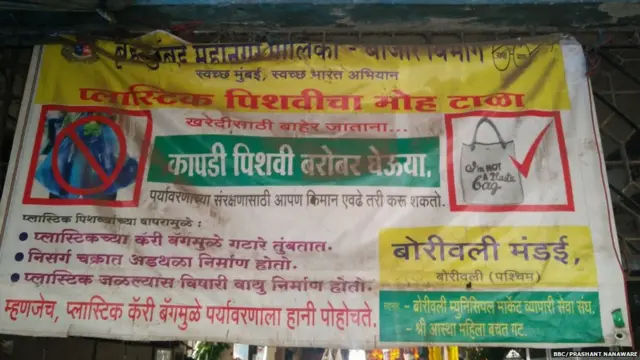 बृहन्मुंबई महानगरपालिका - बाजार विभाग
स्वच्छ मुंबई, स्वच्छ भारत अभियान
प्लास्टिक पिशवीचा मोह टाळा
खरेदीसाठी बाहेर जाताना...
कापडी पिशवी बरोबर घेऊया,
पर्यावरणाच्या संरक्षणासाठी आपण किमान एवढे तरी करू शकतो.
I'm NOT
A Plastic
Bag
प्लास्टिक पिशव्यांच्या वापरामुळे :
• प्लास्टिकच्या कॅरी बॅगमुळे गटारे तुंबतात.
• निसर्ग चक्रात अडथळा निर्माण होतो.
• प्लास्टिक जळल्यास विषारी वायु निर्माण होतो.
म्हणजेच, प्लास्टिक कॅरी बॅगमुळे पर्यावरणाला हानी पोहोचते.
बोरीवली मंडई,
बोरीवली (पश्चिम)
- बोरीवली म्युनिसिपल मार्केट व्यापारी सेवा संघ.
- श्री आस्था महिला बचत गट.
BBC/PRASHANT NANAWARE